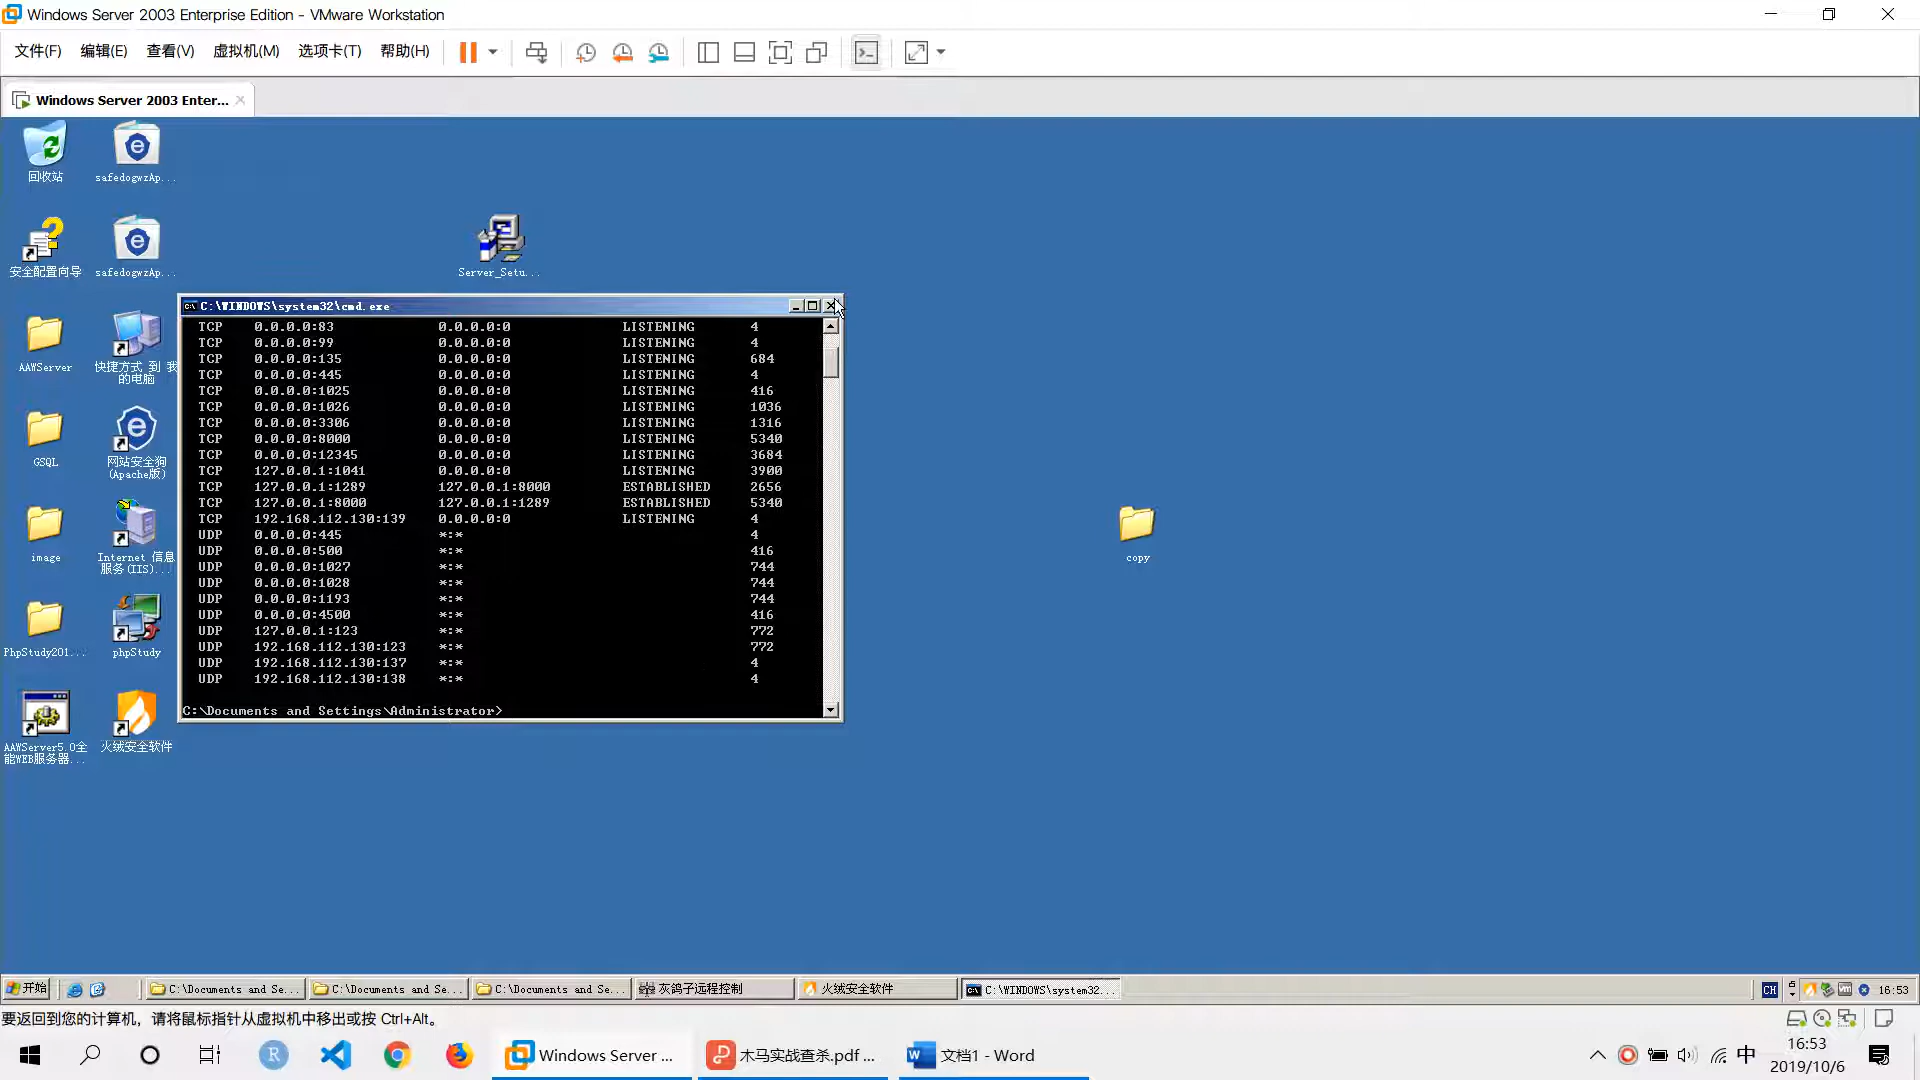 Windows Server 2003 Enterprise Edition - VMware Workstation
文件(F) 编辑(E) 查看(V) 虚拟机(M) 选项卡(T) 帮助(H)
Windows Server 2003 Enter...
回收站
safedogwzAp...
安全配置向导
safedogwzAp...
Server_Setu...
AAWServer
快捷方式 到 我的电脑
GSQL
网站安全狗
(Apache版)
image
Internet 信息
服务(IIS)...
PhpStudy201...
phpStudy
AAWServer5.0全
能WEB服务器...
火绒安全软件
copy
C:\WINDOWS\system32\cmd.exe
TCP 0.0.0.0:83 0.0.0.0:0 LISTENING 4
TCP 0.0.0.0:99 0.0.0.0:0 LISTENING 4
TCP 0.0.0.0:135 0.0.0.0:0 LISTENING 684
TCP 0.0.0.0:445 0.0.0.0:0 LISTENING 4
TCP 0.0.0.0:1025 0.0.0.0:0 LISTENING 416
TCP 0.0.0.0:1026 0.0.0.0:0 LISTENING 1036
TCP 0.0.0.0:3306 0.0.0.0:0 LISTENING 1316
TCP 0.0.0.0:8000 0.0.0.0:0 LISTENING 5340
TCP 0.0.0.0:12345 0.0.0.0:0 LISTENING 3684
TCP 127.0.0.1:1041 0.0.0.0:0 LISTENING 3900
TCP 127.0.0.1:1289 127.0.0.1:8000 ESTABLISHED 2656
TCP 127.0.0.1:8000 127.0.0.1:1289 ESTABLISHED 5340
TCP 192.168.112.130:139 0.0.0.0:0 LISTENING 4
UDP 0.0.0.0:445 *:* 4
UDP 0.0.0.0:500 *:* 416
UDP 0.0.0.0:1027 *:* 744
UDP 0.0.0.0:1028 *:* 744
UDP 0.0.0.0:1193 *:* 744
UDP 0.0.0.0:4500 *:* 416
UDP 127.0.0.1:123 *:* 772
UDP 192.168.112.130:123 *:* 772
UDP 192.168.112.130:137 *:* 4
UDP 192.168.112.130:138 *:* 4
C:\Documents and Settings\Administrator>
开始 C:\Documents and Se... C:\Documents and Se... C:\Documents and Se... 灰鸽子远程控制 火绒安全软件 C:\WINDOWS\system32... CH 16:53
要返回到您的计算机，请将鼠标指针从虚拟机中移出或按 Ctrl+Alt。
Windows Server ... 木马实战查杀.pdf ... 文档1 - Word 中 16:53
2019/10/6